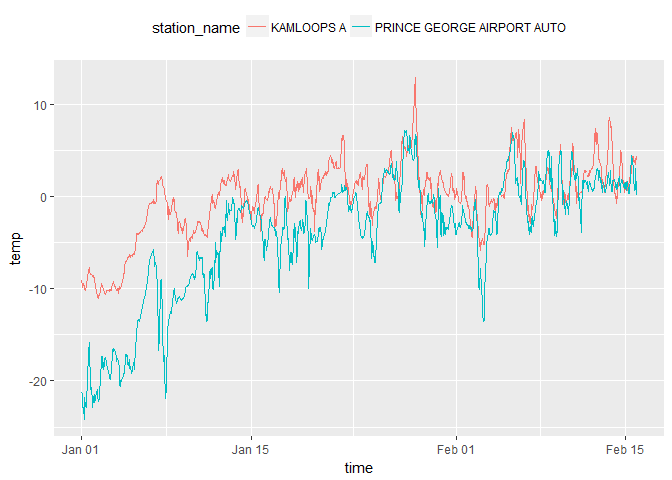 station_name KAMLOOPS A PRINCE GEORGE AIRPORT AUTO
10
0
-10
-20
temp
Jan 01 Jan 15 Feb 01 Feb 15
time